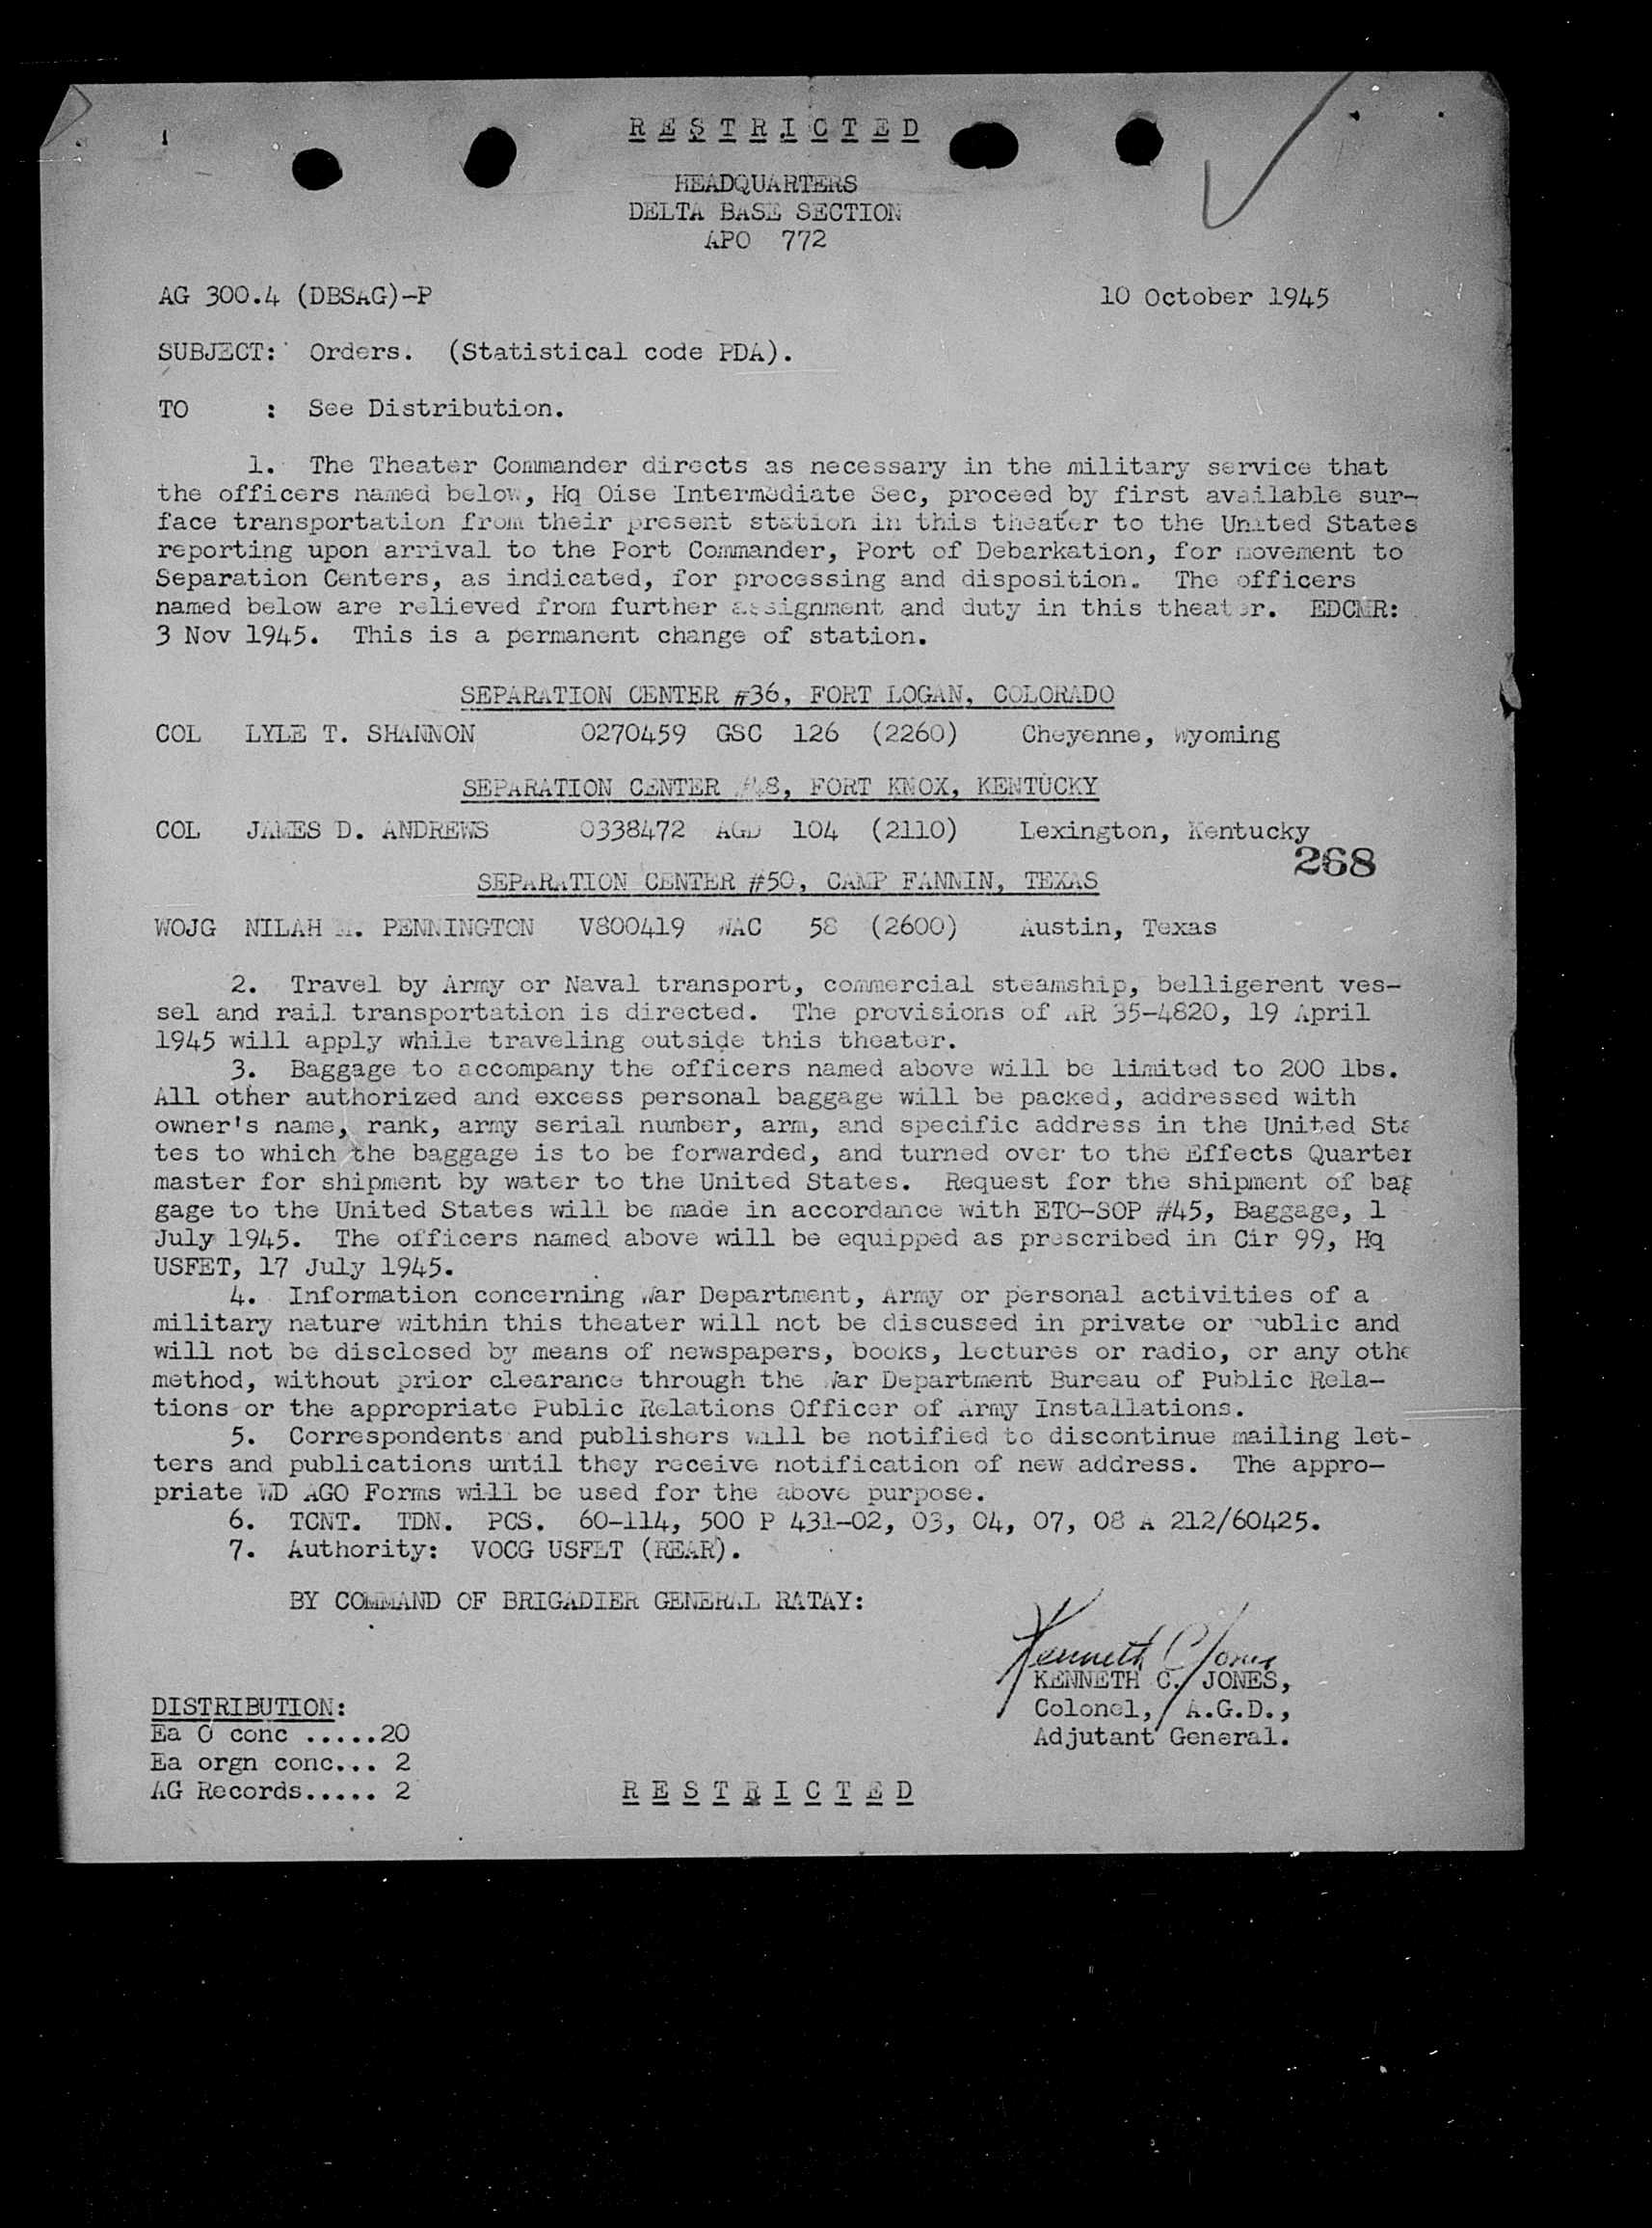 R E S T R I C T E D
HEADQUARTERS
DELTA BASE SECTION
APO 772
AG 300.4 (DBSAG)-P 10 October 1945
SUBJECT: Orders. (Statistical code PDA).
TO : See Distribution.
1. The Theater Commander directs as necessary in the military service that
the officers named below, Hq Oise Intermediate Sec, proceed by first available sur-
face transportation from their present station in this theater to the United States
reporting upon arrival to the Port Commander, Port of Debarkation, for movement to
Separation Centers, as indicated, for processing and disposition. The officers
named below are relieved from further assignment and duty in this theater. EDCMR:
3 Nov 1945. This is a permanent change of station.
SEPARATION CENTER #36, FORT LOGAN, COLORADO
COL LYLE T. SHANNON 0270459 GSC 126 (2260) Cheyenne, Wyoming
SEPARATION CENTER #48, FORT KNOX, KENTUCKY
COL JAMES D. ANDREWS 0338472 AGD 104 (2110) Lexington, Kentucky
268
SEPARATION CENTER #50, CAMP FANNIN, TEXAS
WOJG NILAH PENNINGTON V800419 WAC 58 (2600) Austin, Texas
2. Travel by Army or Naval transport, commercial steamship, belligerent ves-
sel and rail transportation is directed. The provisions of AR 35-4820, 19 April
1945 will apply while traveling outside this theater.
3. Baggage to accompany the officers named above will be limited to 200 lbs.
All other authorized and excess personal baggage will be packed, addressed with
owner's name, rank, army serial number, arm, and specific address in the United Sta
tes to which the baggage is to be forwarded, and turned over to the Effects Quarter
master for shipment by water to the United States. Request for the shipment of bag
gage to the United States will be made in accordance with ETO-SOP #45, Baggage, 1
July 1945. The officers named above will be equipped as prescribed in Cir 99, Hq
USFET, 17 July 1945.
4. Information concerning War Department, Army or personal activities of a
military nature within this theater will not be discussed in private or public and
will not be disclosed by means of newspapers, books, lectures or radio, or any othe
method, without prior clearance through the War Department Bureau of Public Rela-
tions or the appropriate Public Relations Officer of Army Installations.
5. Correspondents and publishers will be notified to discontinue mailing let-
ters and publications until they receive notification of new address. The appro-
priate WD AGO Forms will be used for the above purpose.
6. TCNT. TDN. PCS. 60-114, 500 P 431-02, 03, 04, 07, 08 A 212/60425.
7. Authority: VOCG USFET (REAR).
BY COMMAND OF BRIGADIER GENERAL RATAY:
Kenneth C Jones
KENNETH C. JONES,
Colonel, A.G.D.,
Adjutant General.
DISTRIBUTION:
Ea O conc .....20
Ea orgn conc... 2
AG Records..... 2
R E S T R I C T E D